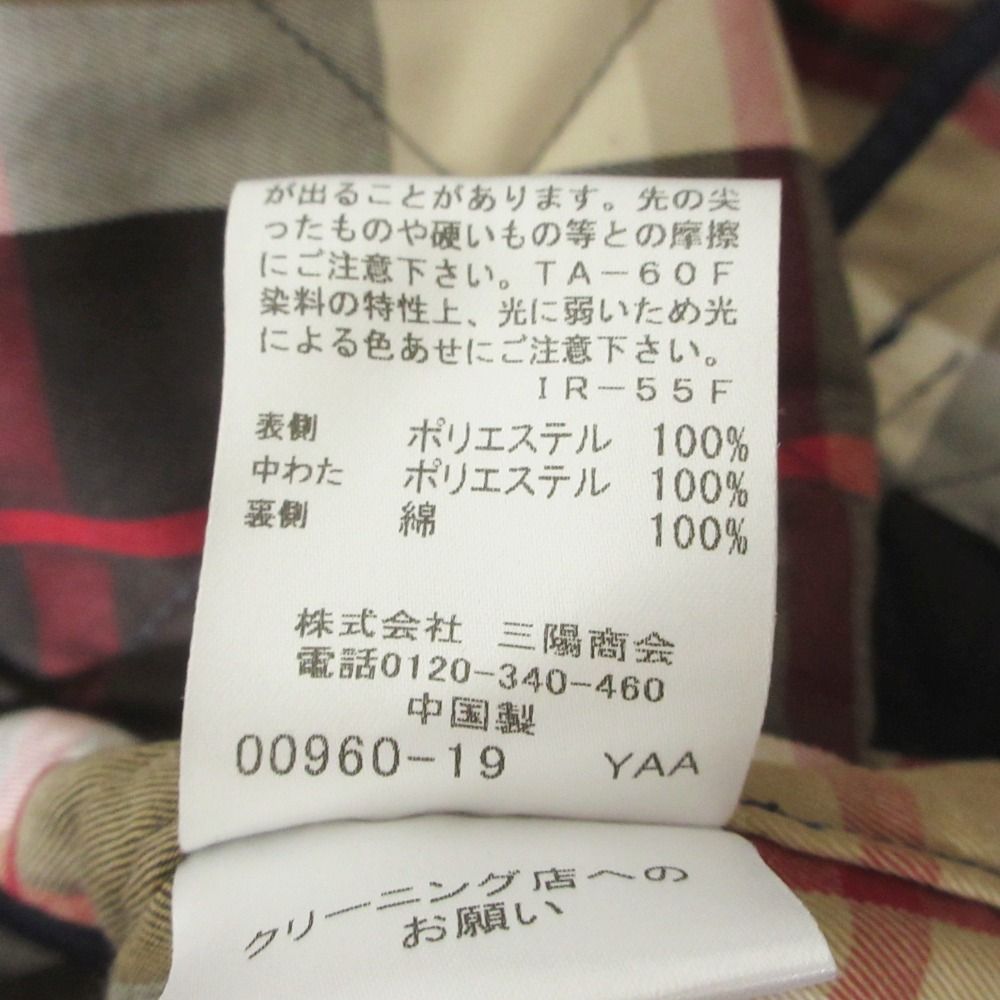 が出ることがあります。先の尖
ったものや硬いもの等との摩擦
にご注意下さい。TA-60F
染料の特性上、光に弱いため光
による色あせにご注意下さい。
IR-55F
表側 ポリエステル 100%
中わた ポリエステル 100%
裏側 綿 100%
株式会社 三陽商会
電話0120-340-460
中国製
00960-19 YAA
クリーニング店への
お願い